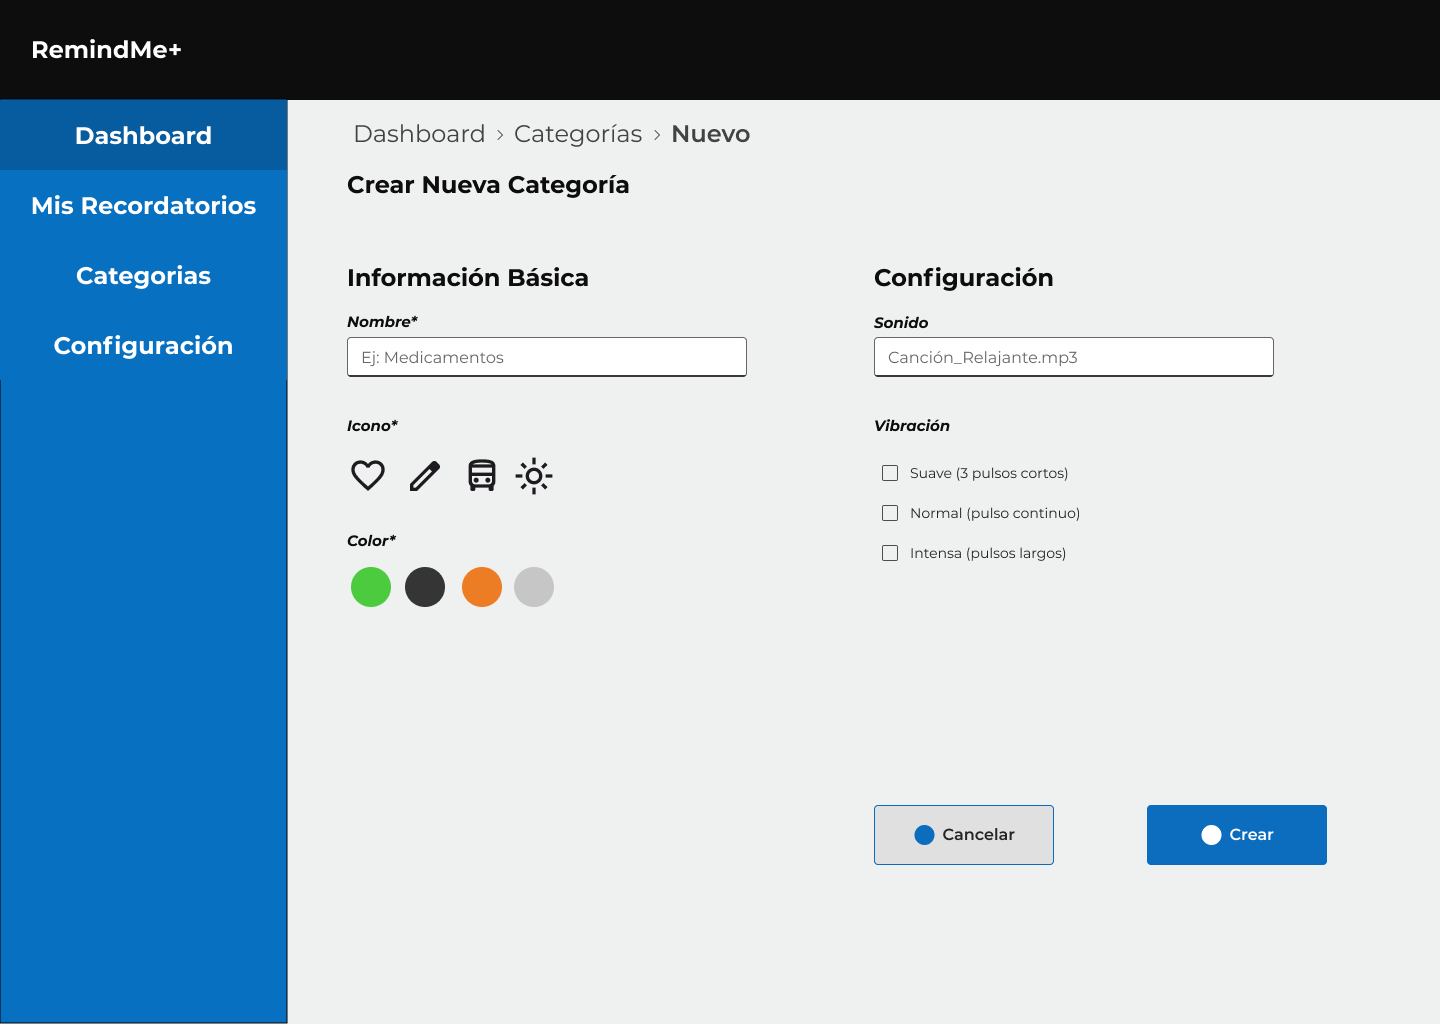 RemindMe+
Dashboard
Mis Recordatorios
Categorias
Configuración
Dashboard > Categorías > Nuevo
Crear Nueva Categoría
Información Básica
Nombre*
Ej: Medicamentos
Icono*
Color*
Configuración
Sonido
Canción_Relajante.mp3
Vibración
Suave (3 pulsos cortos)
Normal (pulso continuo)
Intensa (pulsos largos)
Cancelar
Crear